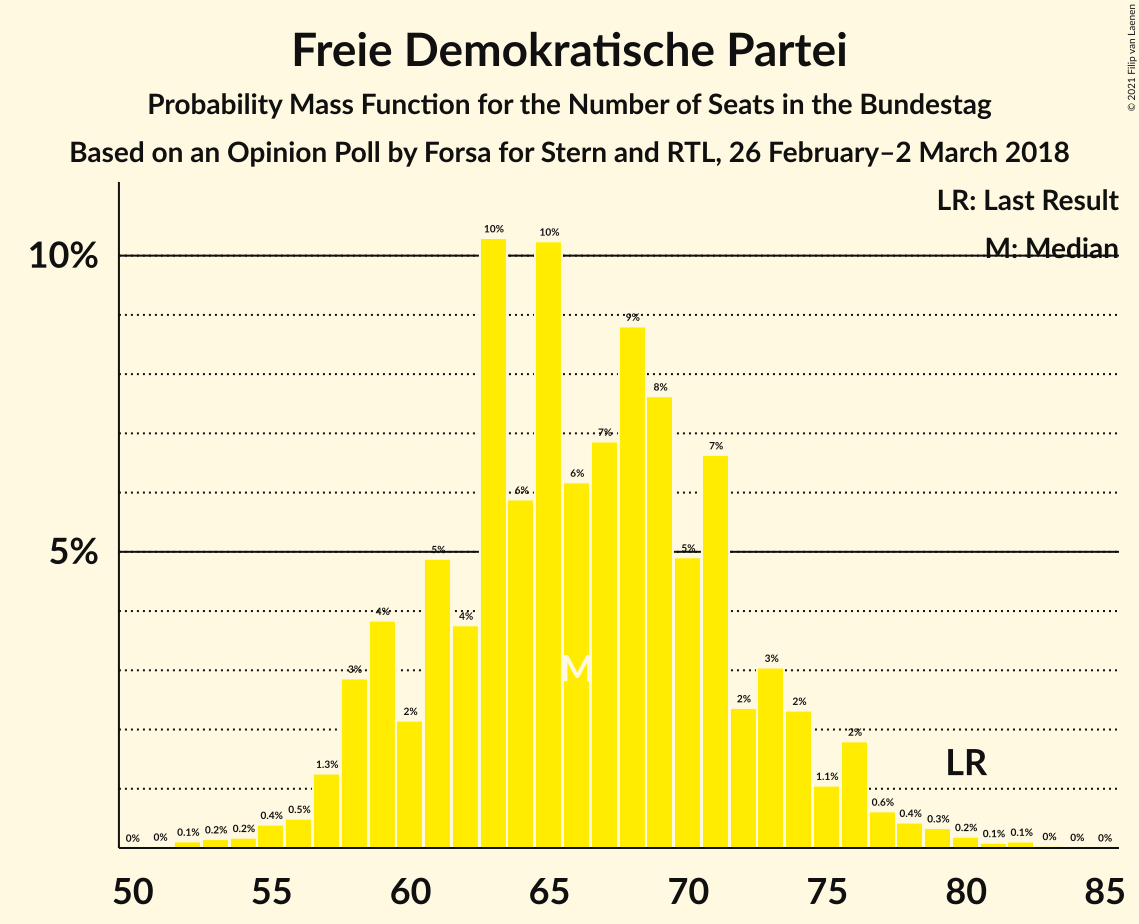 Freie Demokratische Partei
Probability Mass Function for the Number of Seats in the Bundestag
Based on an Opinion Poll by Forsa for Stern and RTL, 26 February–2 March 2018
© 2021 Filip van Laenen
LR: Last Result
M: Median
10%
5%
0% 0% 0.1% 0.2% 0.2% 0.4% 0.5% 1.3% 3% 4% 2% 5% 4% 10% 6% 10% 6% 7% 9% 8% 5% 7% 2% 3% 2% 1.1% 2% 0.6% 0.4% 0.3% 0.2% 0.1% 0.1% 0% 0% 0%
M
LR
50 55 60 65 70 75 80 85